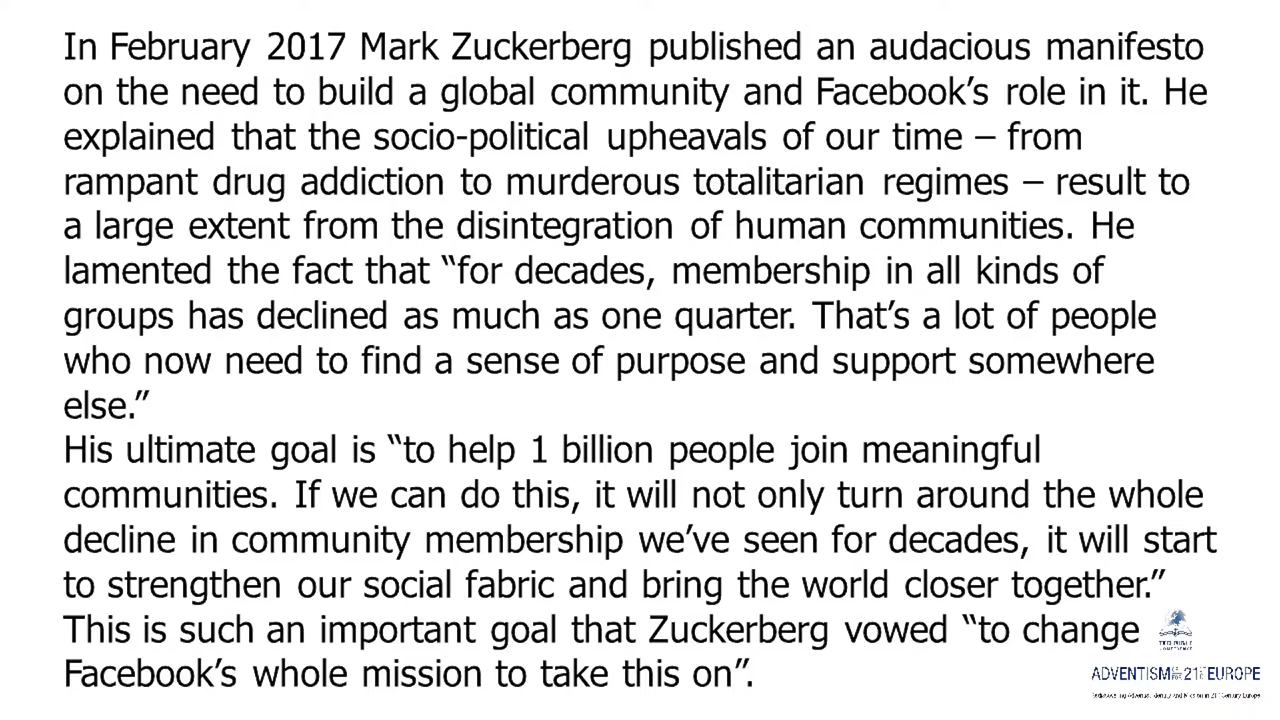 In February 2017 Mark Zuckerberg published an audacious manifesto
on the need to build a global community and Facebook’s role in it. He
explained that the socio-political upheavals of our time – from
rampant drug addiction to murderous totalitarian regimes – result to
a large extent from the disintegration of human communities. He
lamented the fact that “for decades, membership in all kinds of
groups has declined as much as one quarter. That’s a lot of people
who now need to find a sense of purpose and support somewhere
else.”
His ultimate goal is “to help 1 billion people join meaningful
communities. If we can do this, it will not only turn around the whole
decline in community membership we’ve seen for decades, it will start
to strengthen our social fabric and bring the world closer together.”
This is such an important goal that Zuckerberg vowed “to change
Facebook’s whole mission to take this on”.
CONFERENCE
ADVENTISM 21 EUROPE